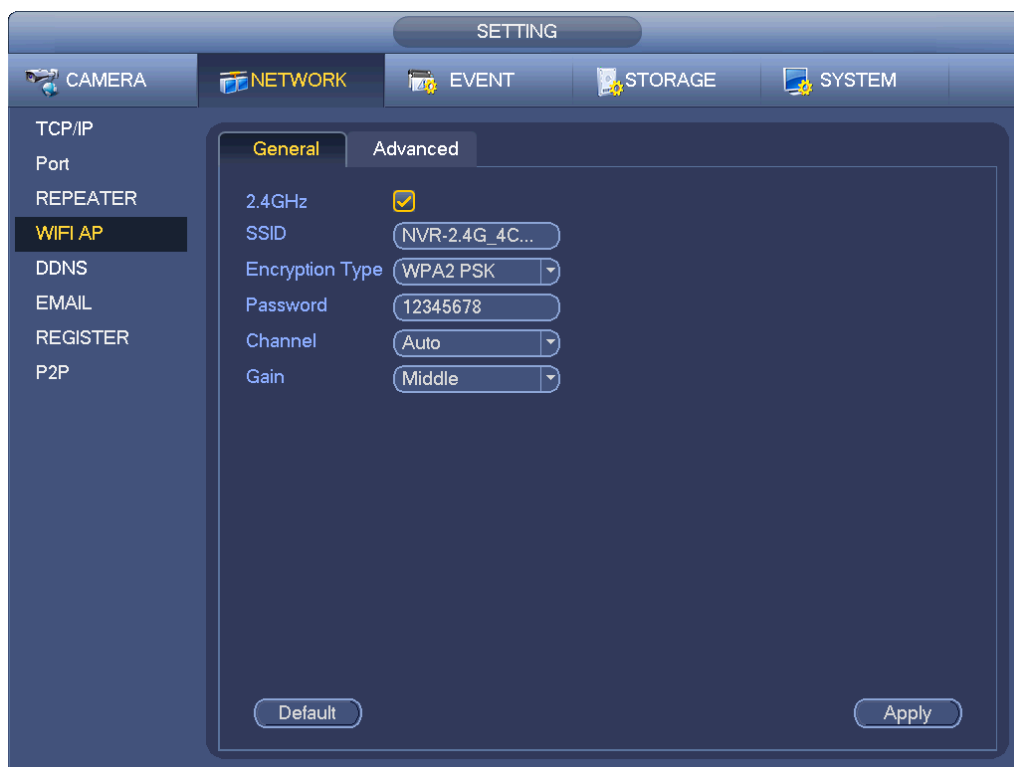 SETTING
CAMERA NETWORK EVENT STORAGE SYSTEM
TCP/IP
Port
REPEATER
WIFI AP
DDNS
EMAIL
REGISTER
P2P
General Advanced
2.4GHz
SSID NVR-2.4G_4C...
Encryption Type WPA2 PSK
Password 12345678
Channel Auto
Gain Middle
Default Apply